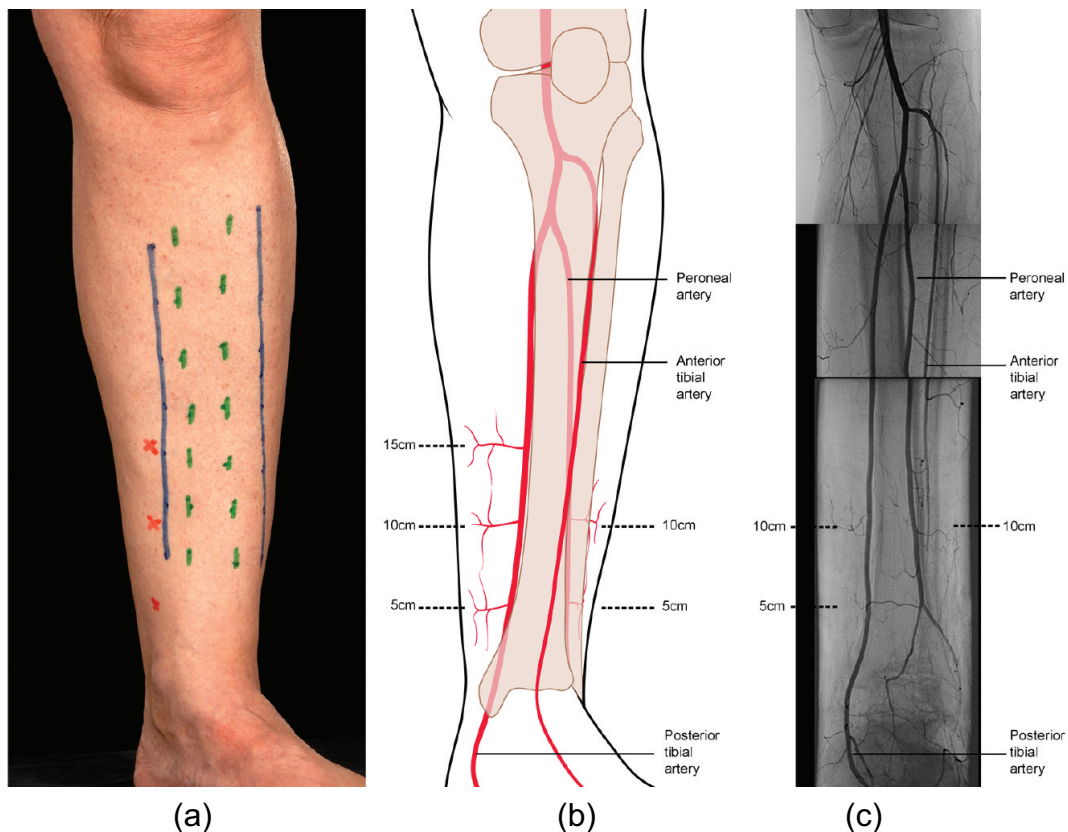 Peroneal
artery
Anterior
tibial
artery
15cm
10cm
10cm
5cm
5cm
Posterior
tibial
artery
Peroneal
artery
Anterior
tibial
artery
10cm
10cm
5cm
Posterior
tibial
artery
(a)
(b)
(c)